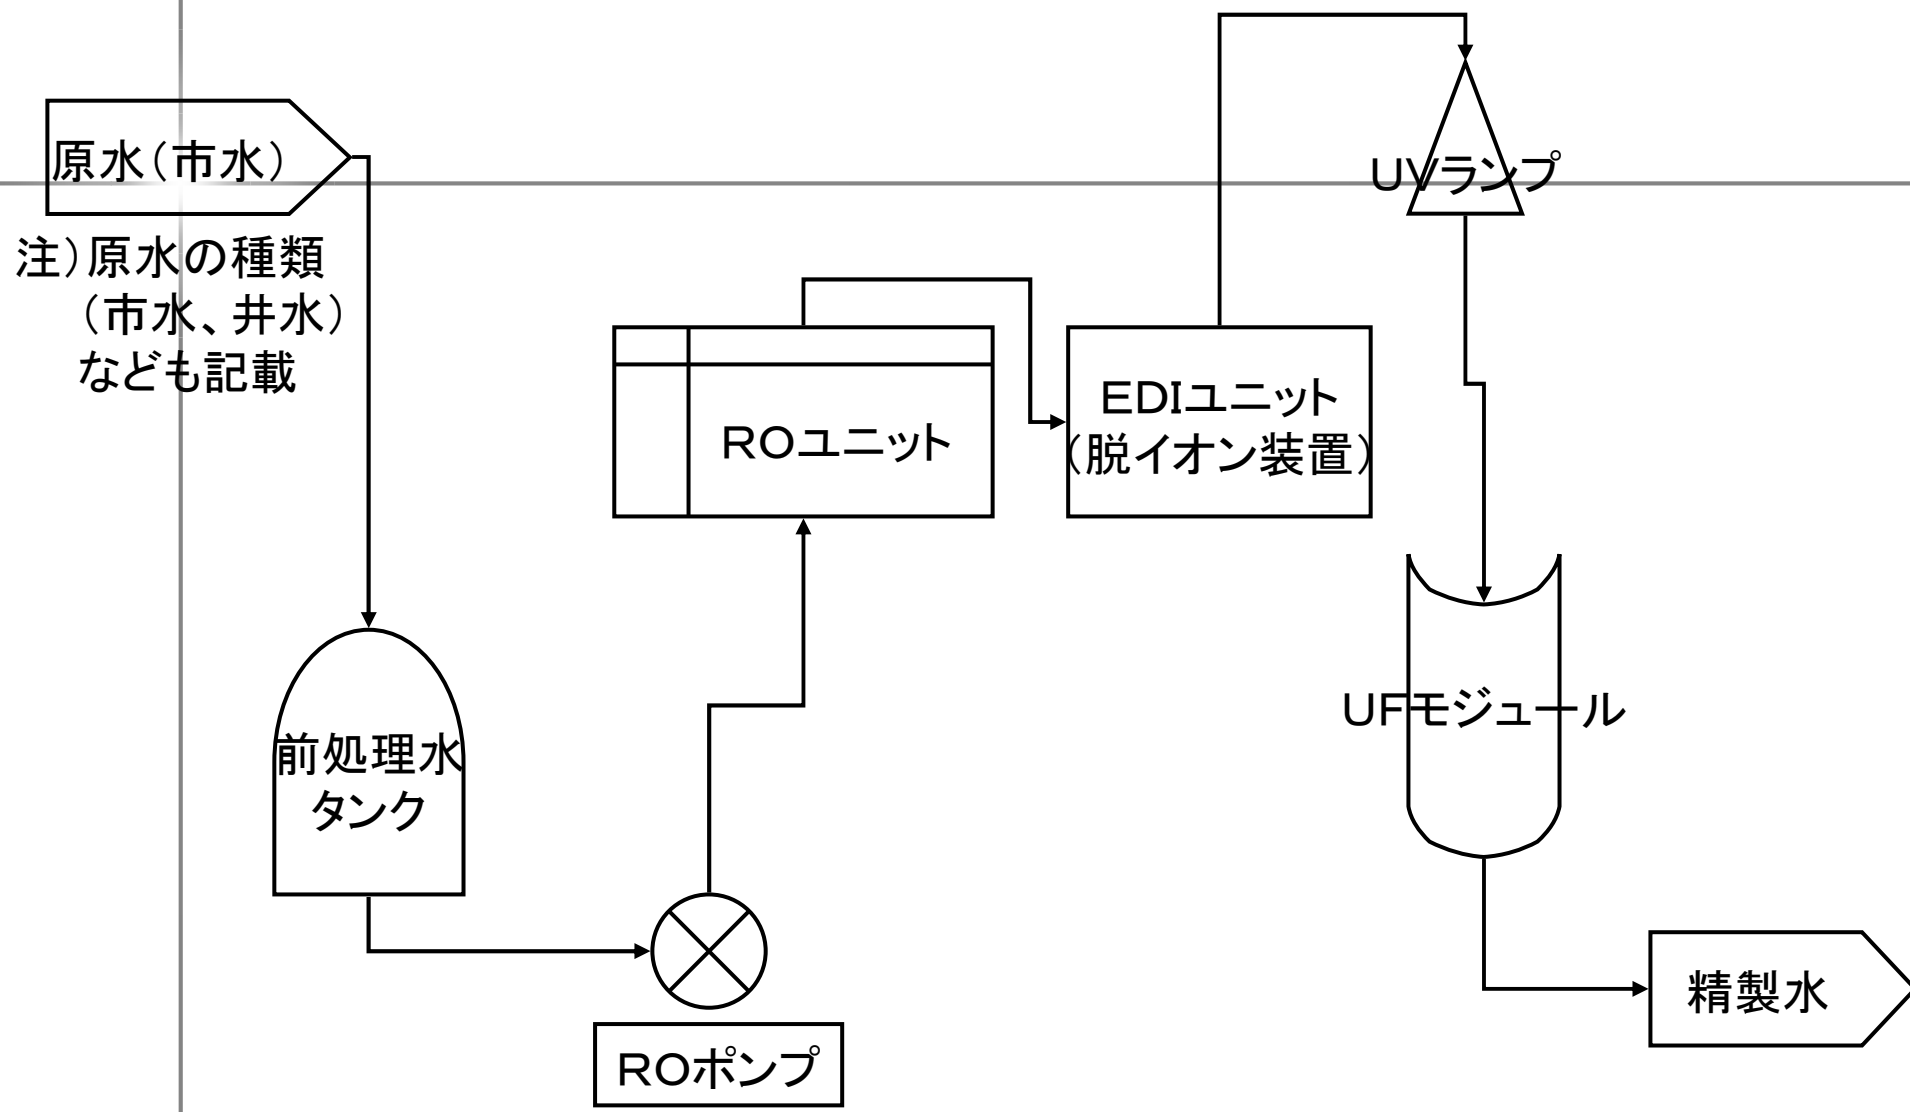 原水（市水）
注）原水の種類
（市水、井水）
なども記載
UVランプ
ROユニット
EDIユニット
（脱イオン装置）
前処理水
タンク
UFモジュール
ROポンプ
精製水